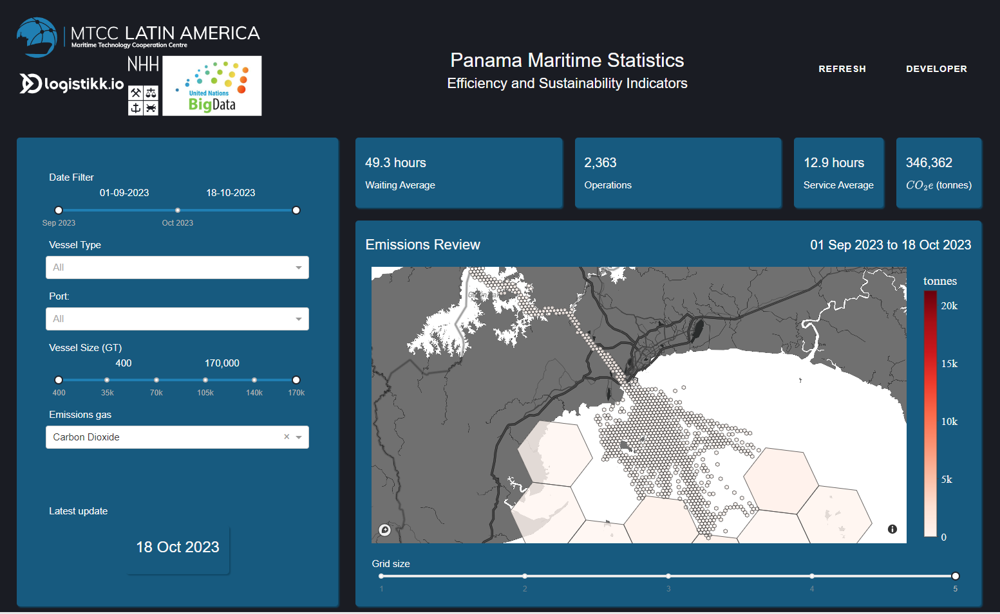 MTCC LATIN AMERICA
Maritime Technology Cooperation Centre
logistikk.io
NHH
United Nations
BigData
Panama Maritime Statistics
Efficiency and Sustainability Indicators
REFRESH
DEVELOPER
Date Filter
01-09-2023
18-10-2023
Sep 2023
Oct 2023
Vessel Type
All
Port:
All
Vessel Size (GT)
400
170,000
400
35k
70k
105k
140k
170k
Emissions gas
Carbon Dioxide
Latest update
18 Oct 2023
49.3 hours
Waiting Average
2,363
Operations
12.9 hours
Service Average
346,362
CO₂e (tonnes)
Emissions Review
01 Sep 2023 to 18 Oct 2023
tonnes
20k
15k
10k
5k
0
Grid size
1
2
3
4
5